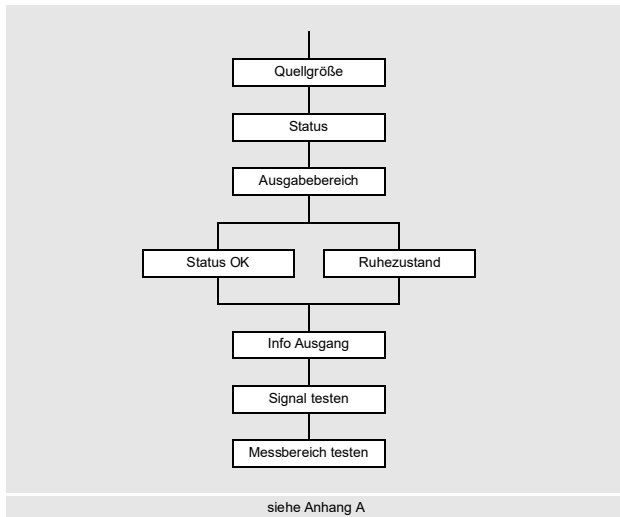 Quellgröße
Status
Ausgabebereich
Status OK
Ruhezustand
Info Ausgang
Signal testen
Messbereich testen
siehe Anhang A